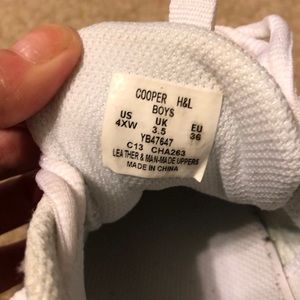 COOPER H&L
BOYS
US UK EU
4XW 3.5 36
YB47647
C13 CHA263
LEATHER & MAN-MADE UPPERS
MADE IN CHINA